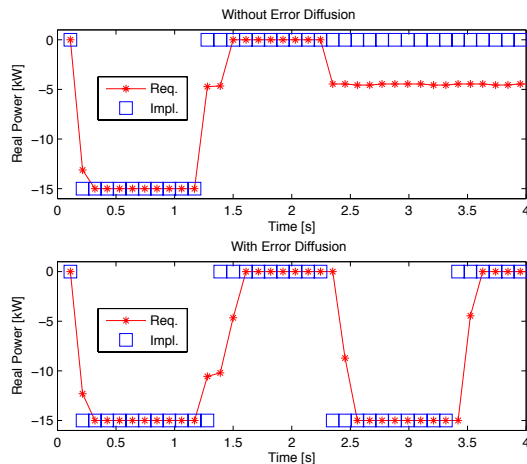 Without Error Diffusion
Real Power [kW]
0
−5
−10
−15
Req.
Impl.
0 0.5 1 1.5 2 2.5 3 3.5 4
Time [s]
With Error Diffusion
Real Power [kW]
0
−5
−10
−15
Req.
Impl.
0 0.5 1 1.5 2 2.5 3 3.5 4
Time [s]